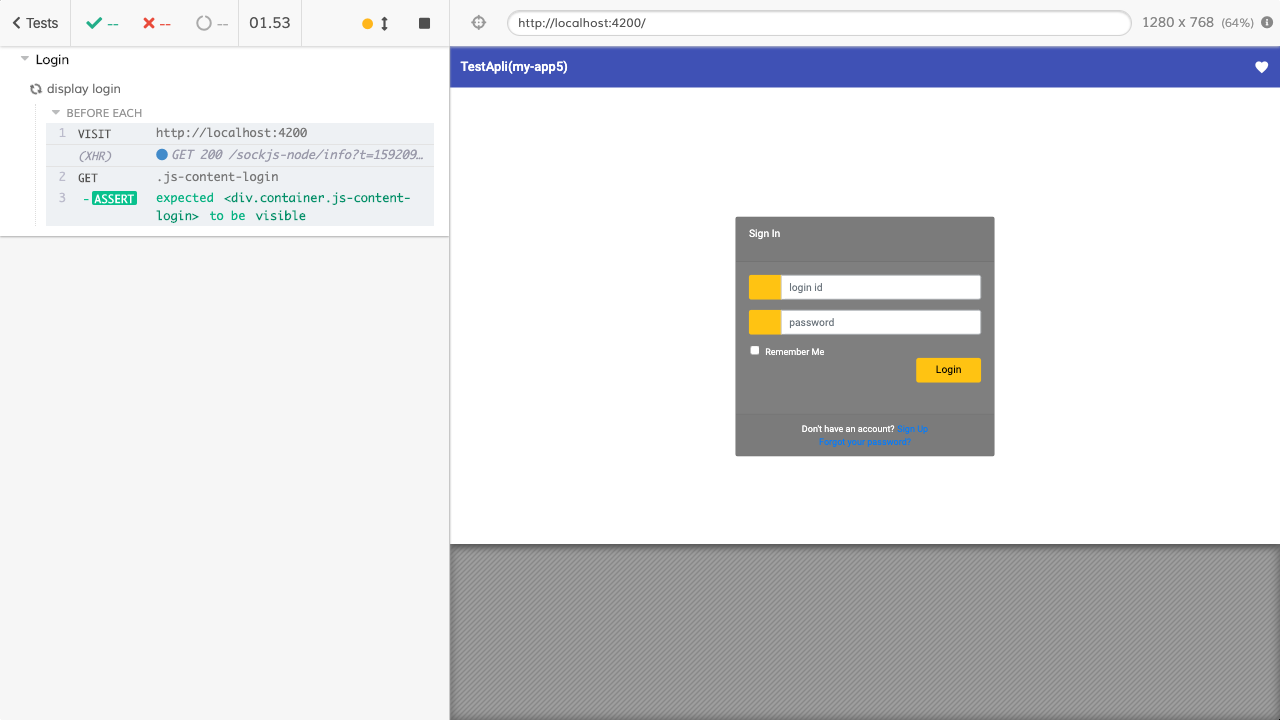 Tests -- -- -- 01.53
http://localhost:4200/ 1280 x 768 (64%)
Login
display login
BEFORE EACH
1 VISIT http://localhost:4200
(XHR) GET 200 /sockjs-node/info?t=159209…
2 GET .js-content-login
3 - ASSERT expected <div.container.js-content-
login> to be visible
TestApli(my-app5)
Sign In
login id
password
Remember Me
Login
Don't have an account? Sign Up
Forgot your password?